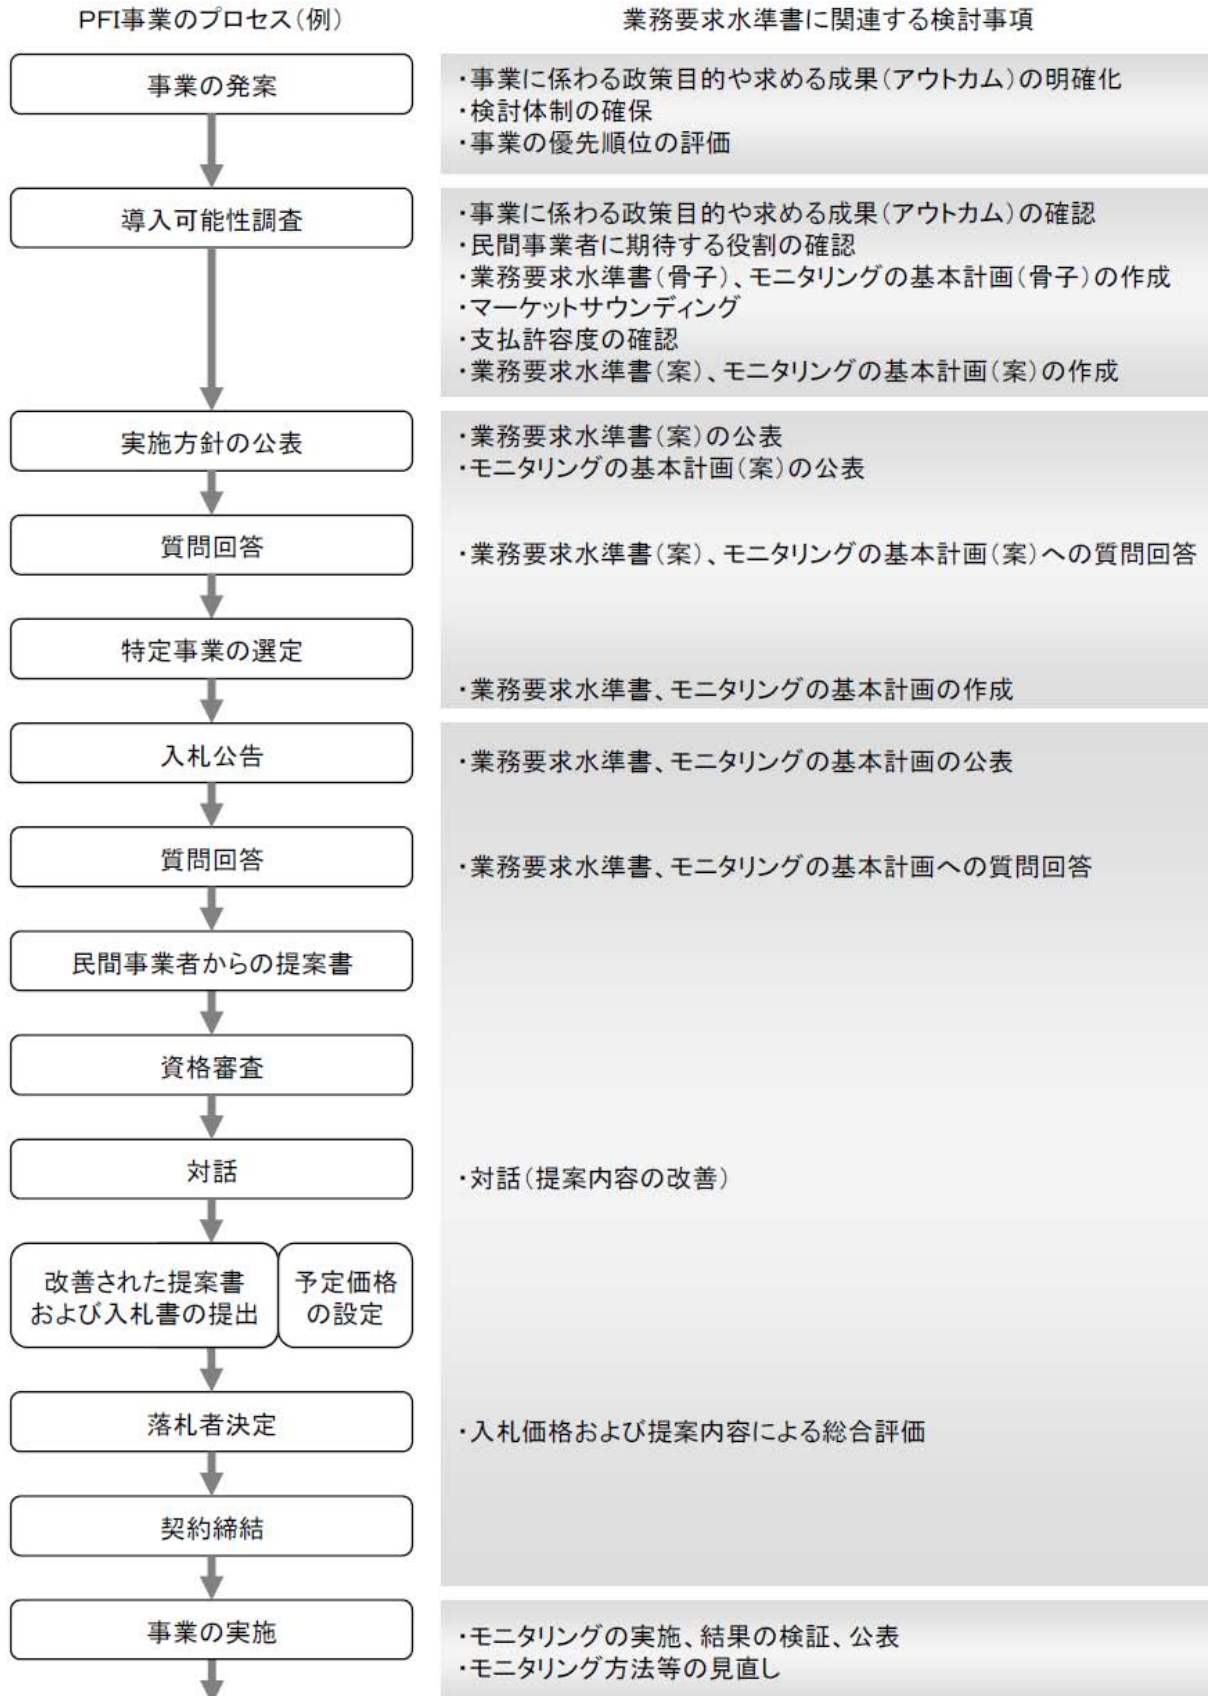 PFI事業のプロセス(例)
業務要求水準書に関連する検討事項
事業の発案
・事業に係わる政策目的や求める成果(アウトカム)の明確化
・検討体制の確保
・事業の優先順位の評価
導入可能性調査
・事業に係わる政策目的や求める成果(アウトカム)の確認
・民間事業者に期待する役割の確認
・業務要求水準書(骨子)、モニタリングの基本計画(骨子)の作成
・マーケットサウンディング
・支払許容度の確認
・業務要求水準書(案)、モニタリングの基本計画(案)の作成
実施方針の公表
・業務要求水準書(案)の公表
・モニタリングの基本計画(案)の公表
質問回答
・業務要求水準書(案)、モニタリングの基本計画(案)への質問回答
特定事業の選定
・業務要求水準書、モニタリングの基本計画の作成
入札公告
・業務要求水準書、モニタリングの基本計画の公表
質問回答
・業務要求水準書、モニタリングの基本計画への質問回答
民間事業者からの提案書
資格審査
対話
・対話(提案内容の改善)
改善された提案書
および入札書の提出
予定価格
の設定
落札者決定
・入札価格および提案内容による総合評価
契約締結
事業の実施
・モニタリングの実施、結果の検証、公表
・モニタリング方法等の見直し